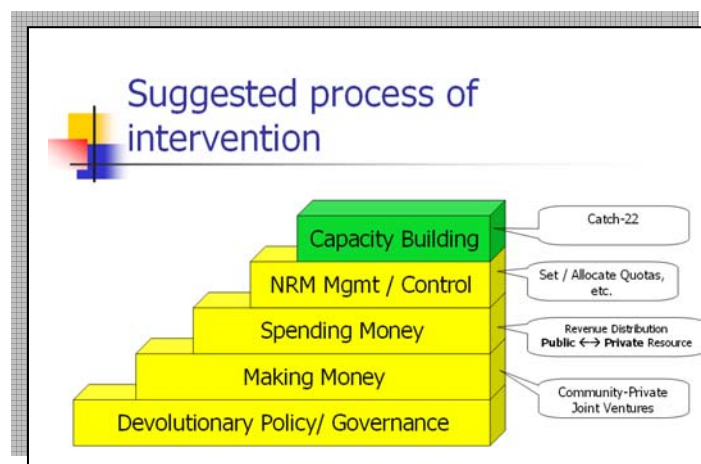 Suggested process of
intervention
Capacity Building
Catch-22
NRM Mgmt / Control
Set / Allocate Quotas,
etc.
Spending Money
Revenue Distribution
Public <--> Private Resource
Making Money
Community-Private
Joint Ventures
Devolutionary Policy/ Governance